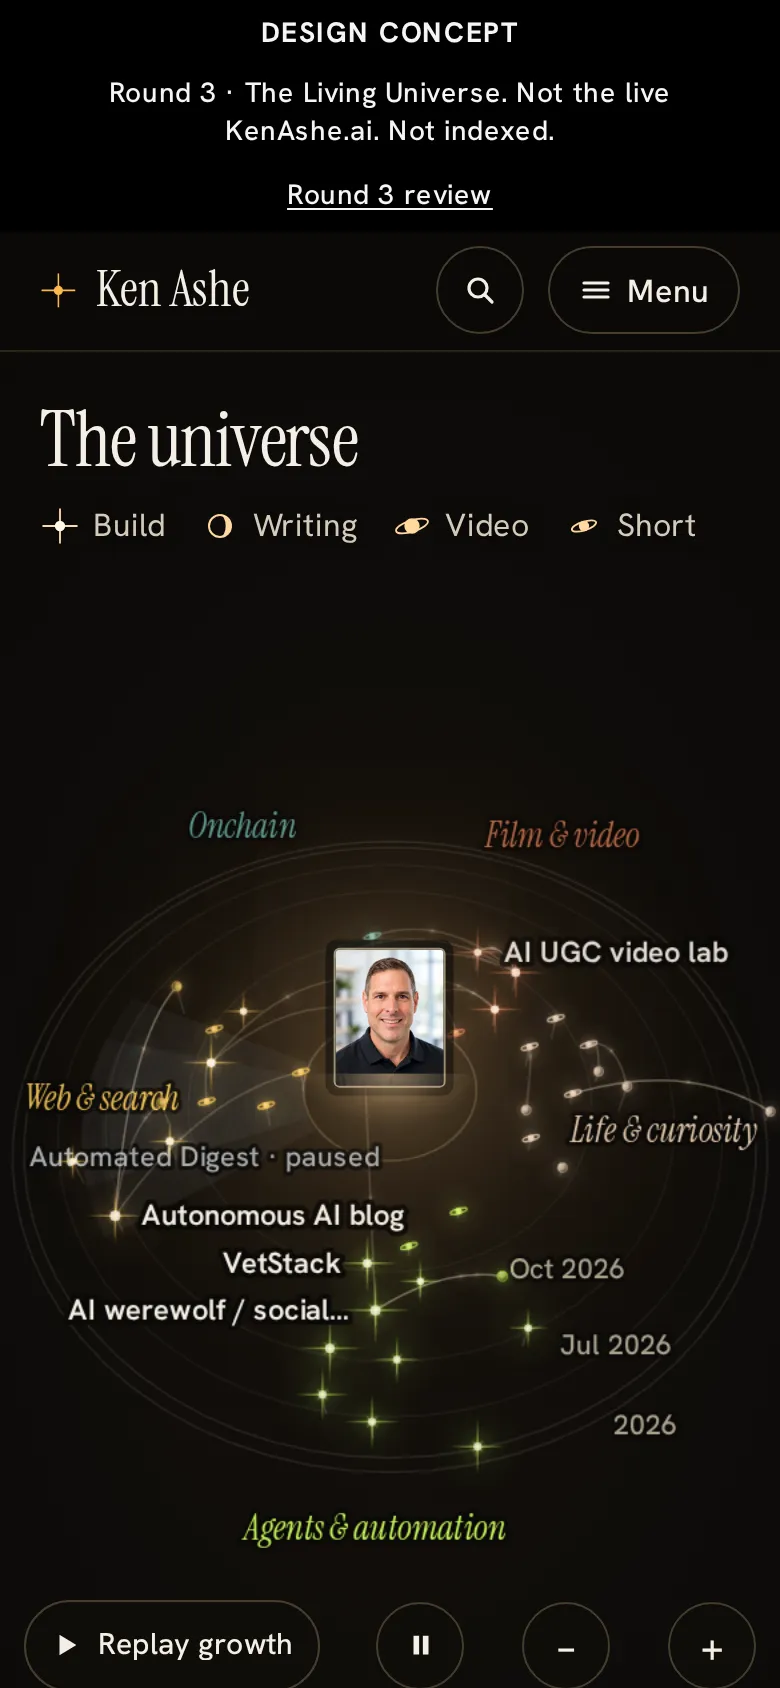 DESIGN CONCEPT
Round 3 · The Living Universe. Not the live
KenAshe.ai. Not indexed.
Round 3 review
Ken Ashe
Menu
The universe
Build
Writing
Video
Short
Onchain
Film & video
AI UGC video lab
Web & search
Life & curiosity
Automated Digest · paused
Autonomous AI blog
VetStack
Oct 2026
AI werewolf / social…
Jul 2026
2026
Agents & automation
Replay growth